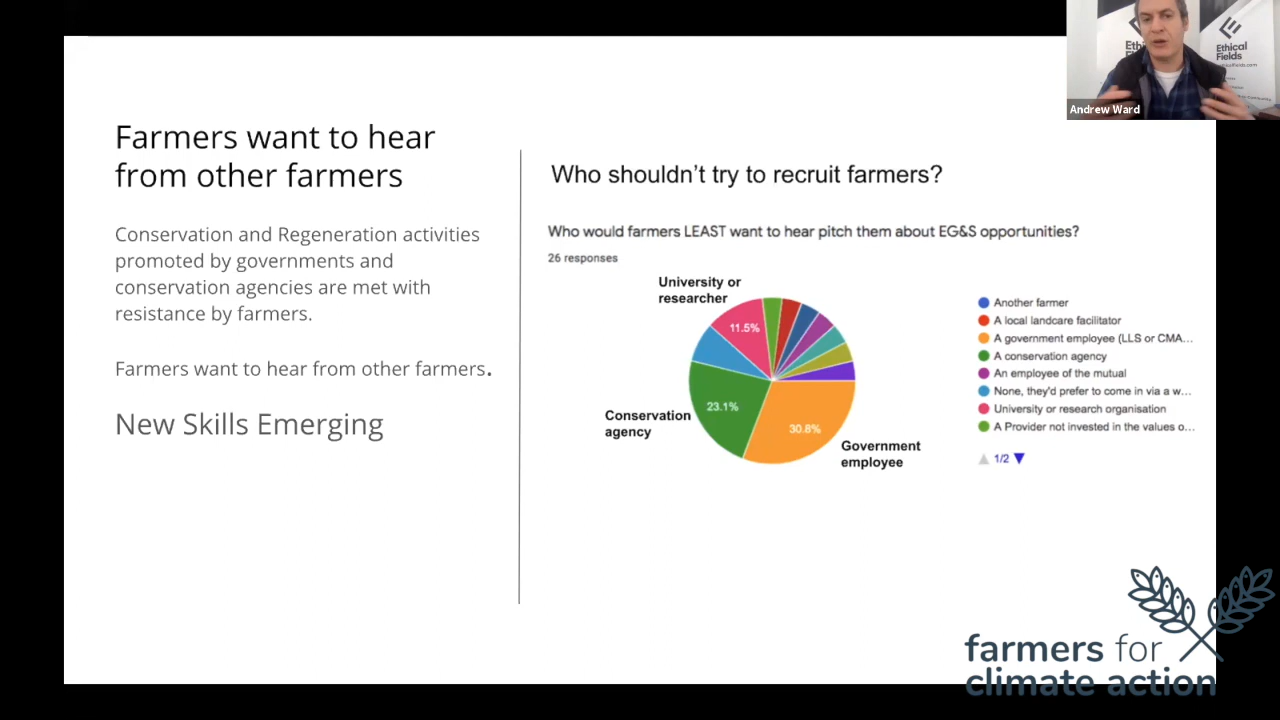 Farmers want to hear
from other farmers
Conservation and Regeneration activities
promoted by governments and
conservation agencies are met with
resistance by farmers.
Farmers want to hear from other farmers.
New Skills Emerging
Who shouldn't try to recruit farmers?
Who would farmers LEAST want to hear pitch them about EG&S opportunities?
26 responses
University or
researcher
11.5%
23.1%
30.8%
Conservation
agency
Government
employee
Another farmer
A local landcare facilitator
A government employee (LLS or CMA...
A conservation agency
An employee of the mutual
None, they'd prefer to come in via a w...
University or research organisation
A Provider not invested in the values o...
1/2
Ethical
Fields
Andrew Ward
farmers for
climate action